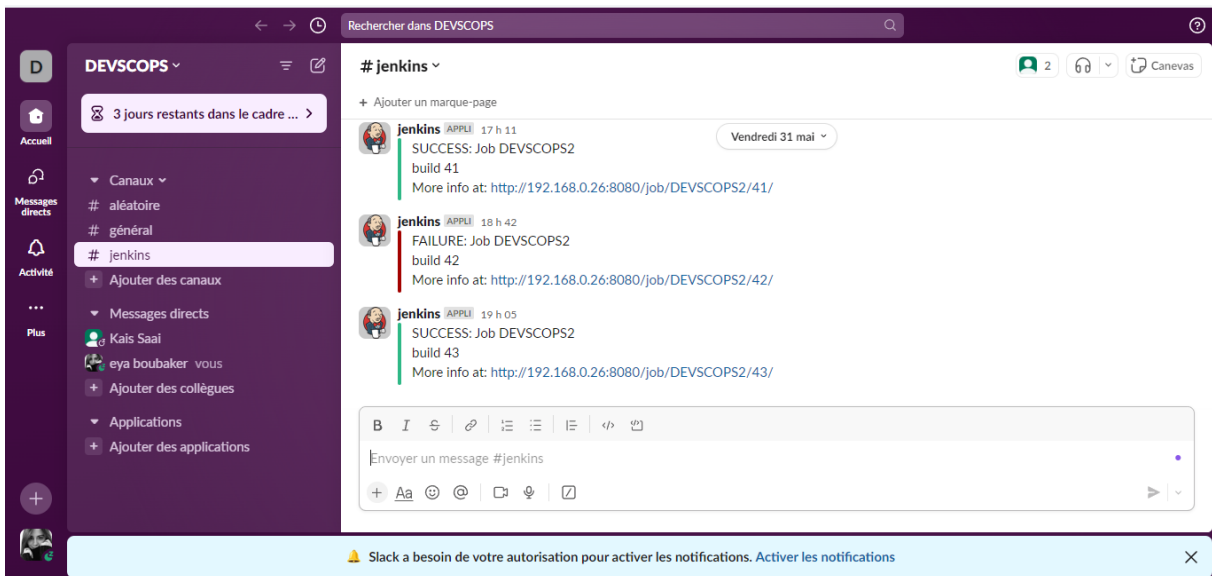 Rechercher dans DEVSCOPS
D
DEVSCOPS
3 jours restants dans le cadre ...
Accueil
Messages directs
Activité
Plus
Canaux
# aléatoire
# général
# jenkins
+ Ajouter des canaux
Messages directs
Kais Saai
eya boubaker vous
+ Ajouter des collègues
Applications
+ Ajouter des applications
# jenkins
2
Canevas
+ Ajouter un marque-page
Vendredi 31 mai
jenkins APPLI 17 h 11
SUCCESS: Job DEVSCOPS2
build 41
More info at: http://192.168.0.26:8080/job/DEVSCOPS2/41/
jenkins APPLI 18 h 42
FAILURE: Job DEVSCOPS2
build 42
More info at: http://192.168.0.26:8080/job/DEVSCOPS2/42/
jenkins APPLI 19 h 05
SUCCESS: Job DEVSCOPS2
build 43
More info at: http://192.168.0.26:8080/job/DEVSCOPS2/43/
B I S
Envoyer un message #jenkins
+ Aa @
Slack a besoin de votre autorisation pour activer les notifications. Activer les notifications